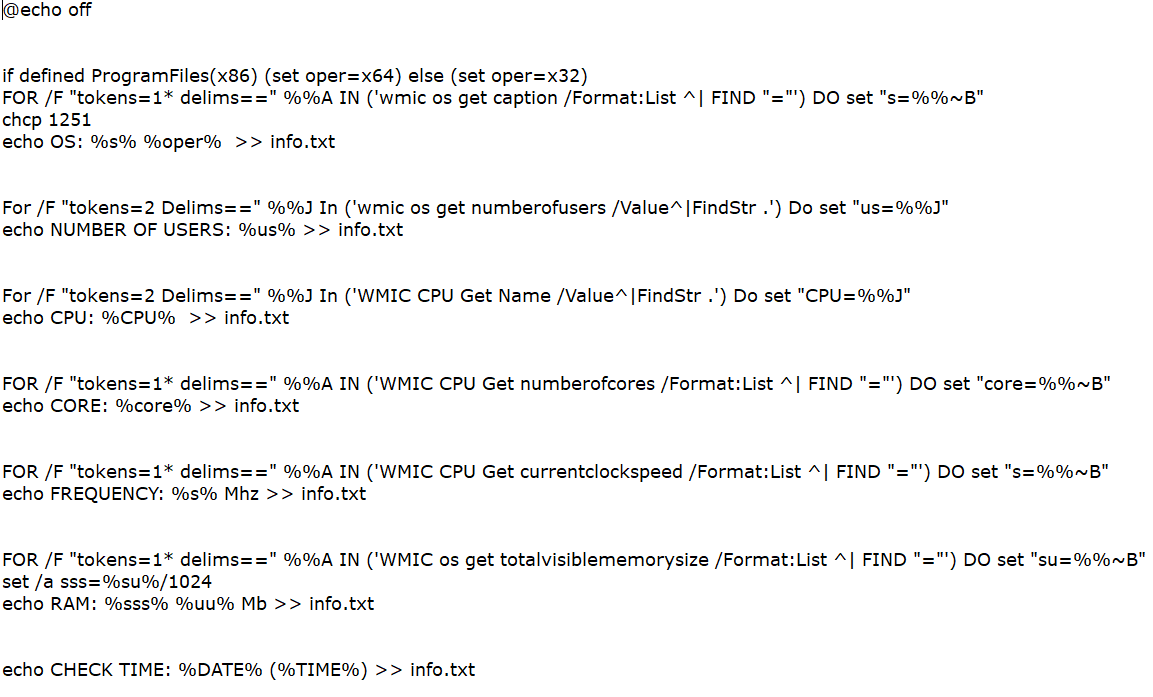 @echo off
if defined ProgramFiles(x86) (set oper=x64) else (set oper=x32)
FOR /F "tokens=1* delims==" %%A IN ('wmic os get caption /Format:List ^| FIND "="') DO set "s=%%~B"
chcp 1251
echo OS: %s% %oper%  >> info.txt
For /F "tokens=2 Delims==" %%J In ('wmic os get numberofusers /Value^|FindStr .') Do set "us=%%J"
echo NUMBER OF USERS: %us% >> info.txt
For /F "tokens=2 Delims==" %%J In ('WMIC CPU Get Name /Value^|FindStr .') Do set "CPU=%%J"
echo CPU: %CPU%  >> info.txt
FOR /F "tokens=1* delims==" %%A IN ('WMIC CPU Get numberofcores /Format:List ^| FIND "="') DO set "core=%%~B"
echo CORE: %core% >> info.txt
FOR /F "tokens=1* delims==" %%A IN ('WMIC CPU Get currentclockspeed /Format:List ^| FIND "="') DO set "s=%%~B"
echo FREQUENCY: %s% Mhz >> info.txt
FOR /F "tokens=1* delims==" %%A IN ('WMIC os get totalvisiblememorysize /Format:List ^| FIND "="') DO set "su=%%~B"
set /a sss=%su%/1024
echo RAM: %sss% %uu% Mb >> info.txt
echo CHECK TIME: %DATE% (%TIME%) >> info.txt